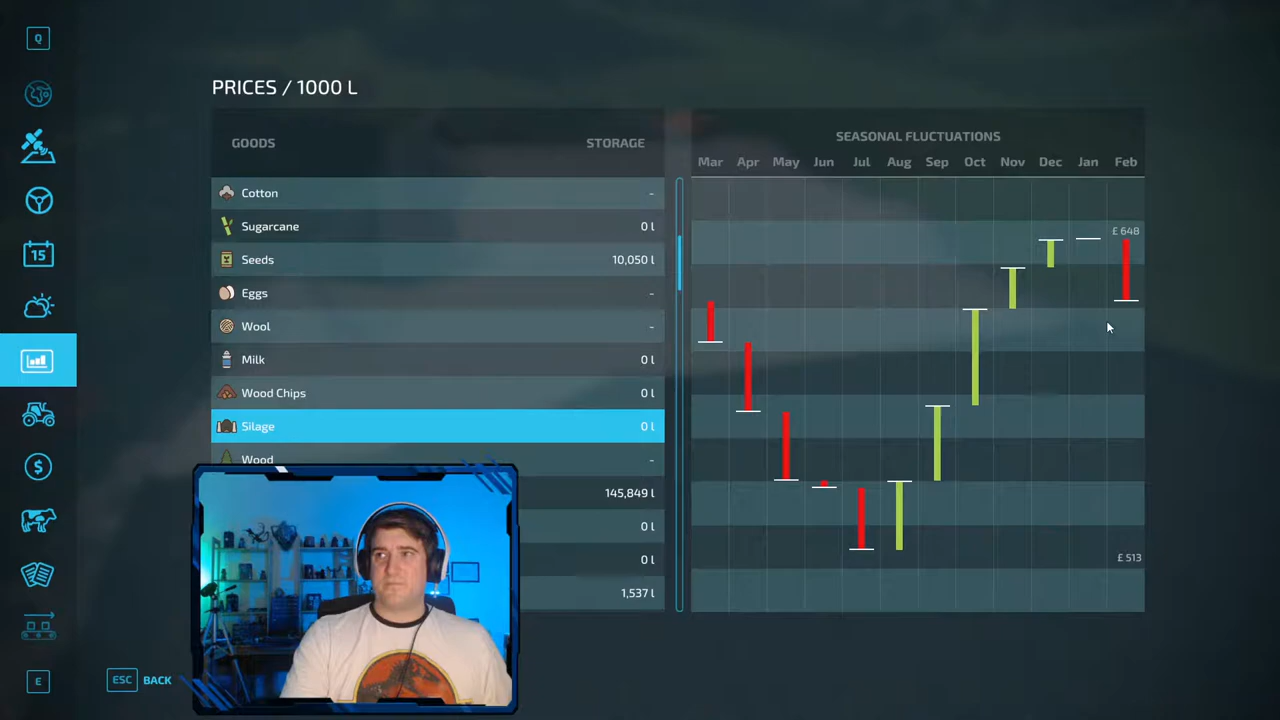 Q
PRICES / 1000 L
GOODS STORAGE
SEASONAL FLUCTUATIONS
Mar Apr May Jun Jul Aug Sep Oct Nov Dec Jan Feb
Cotton -
Sugarcane 0 l
£ 648
Seeds 10,050 l
15
Eggs -
Wool -
Milk 0 l
Wood Chips 0 l
Silage 0 l
Wood -
$
145,849 l
0 l
0 l
£ 513
1,537 l
E
ESC BACK